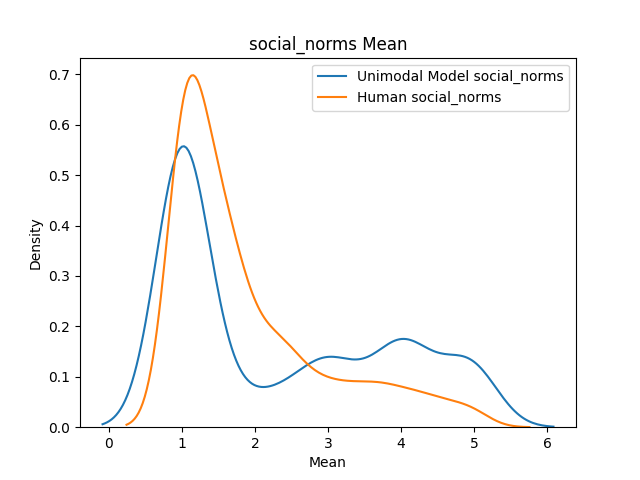 social_norms Mean
Unimodal Model social_norms
Human social_norms
0.7
0.6
0.5
0.4
0.3
0.2
0.1
0.0
Density
0 1 2 3 4 5 6
Mean